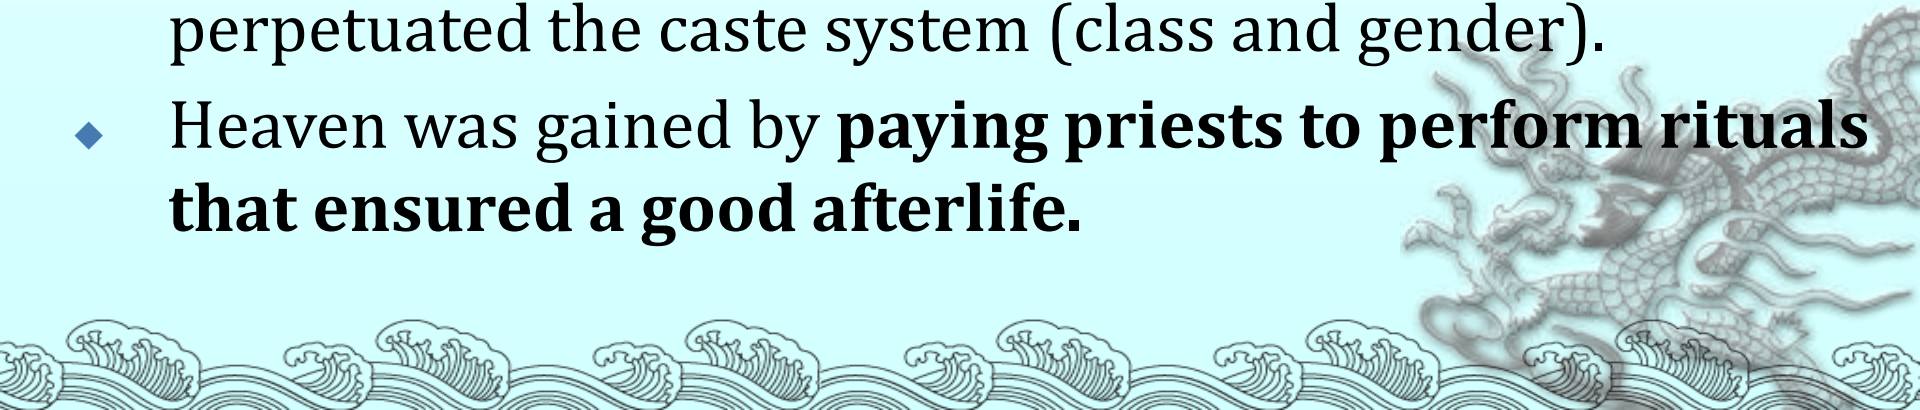 perpetuated the caste system (class and gender).
Heaven was gained by paying priests to perform rituals
that ensured a good afterlife.